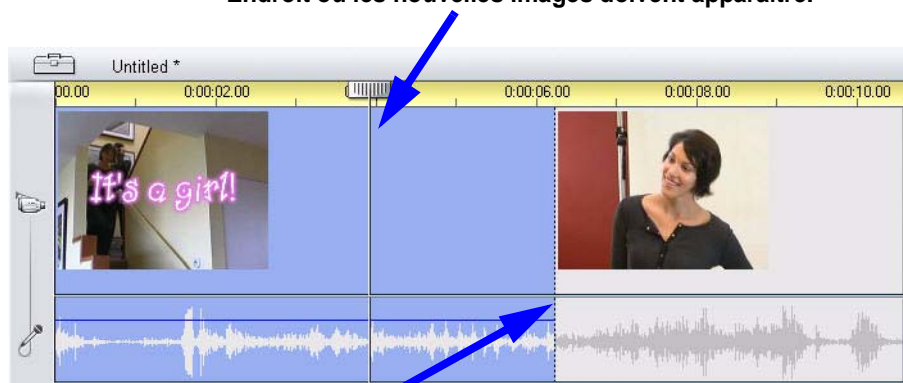 Endroit où les nouvelles images doivent apparaître.
Untitled *
00.00 0:00:02.00 0:00:06.00 0:00:08.00 0:00:10.00
It's a girl!